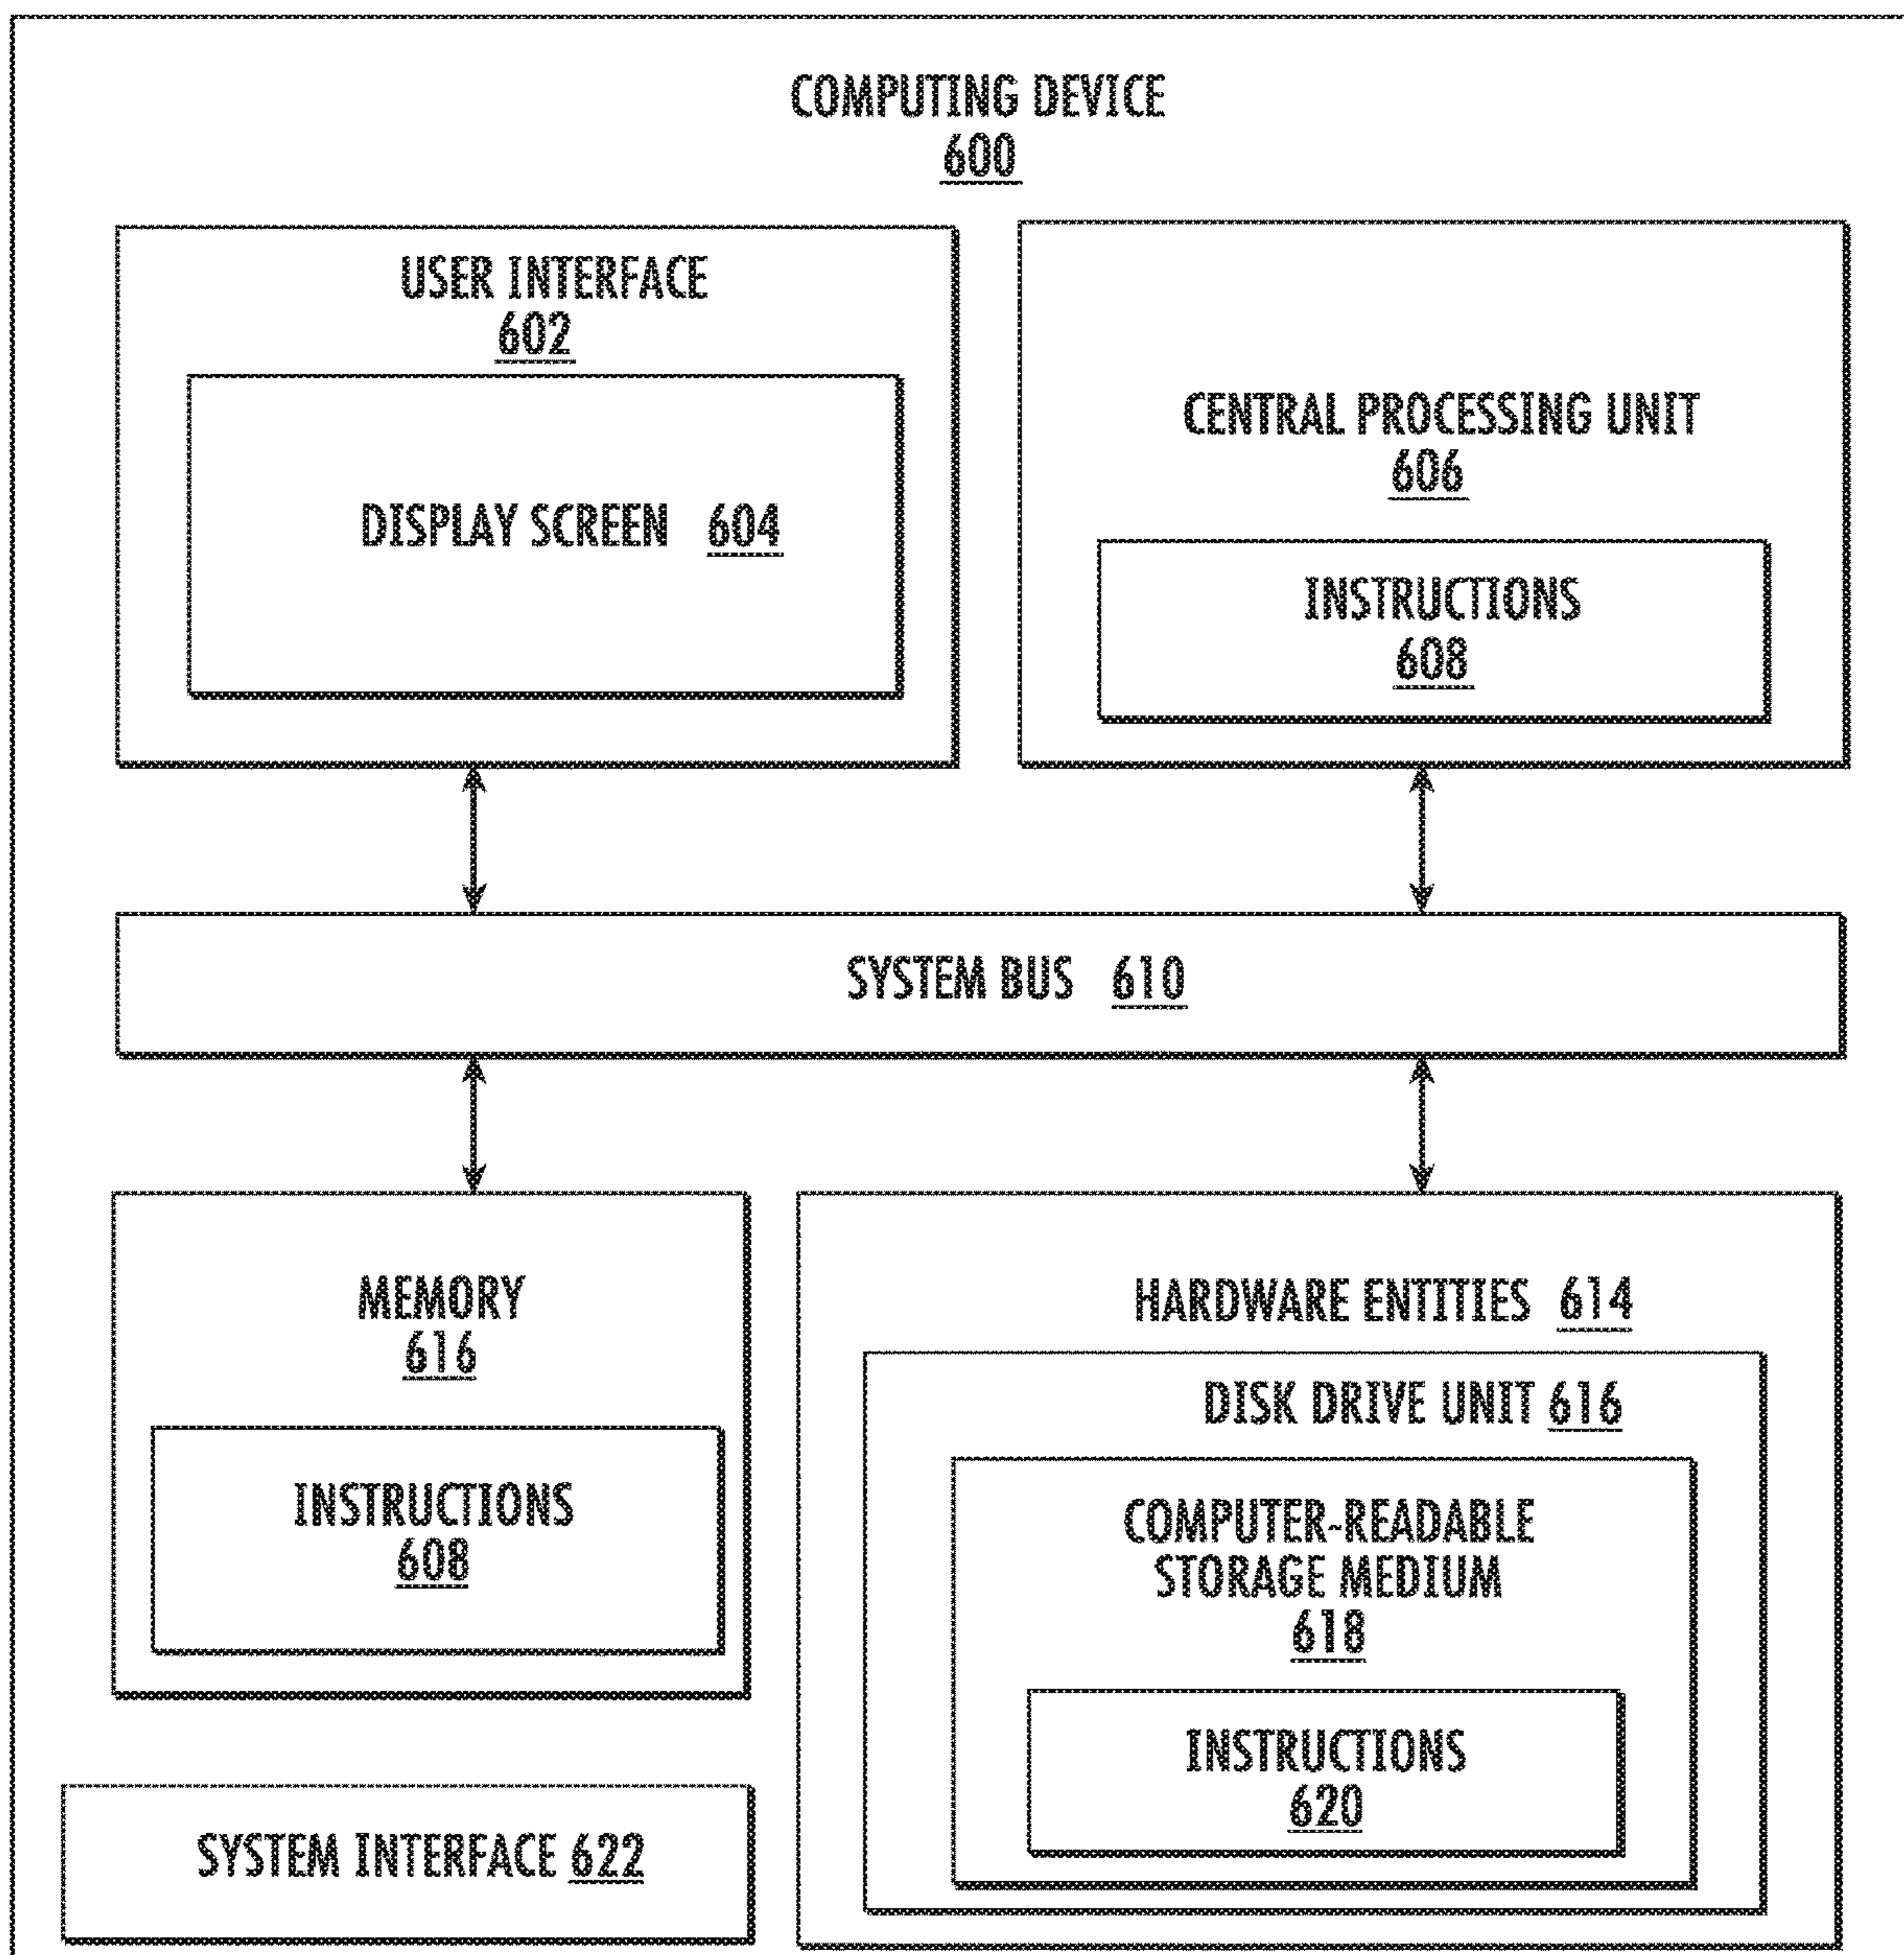 COMPUTING DEVICE
600
USER INTERFACE
602
DISPLAY SCREEN 604
CENTRAL PROCESSING UNIT
606
INSTRUCTIONS
608
SYSTEM BUS 610
MEMORY
616
INSTRUCTIONS
608
HARDWARE ENTITIES 614
DISK DRIVE UNIT 616
COMPUTER-READABLE
STORAGE MEDIUM
618
INSTRUCTIONS
620
SYSTEM INTERFACE 622